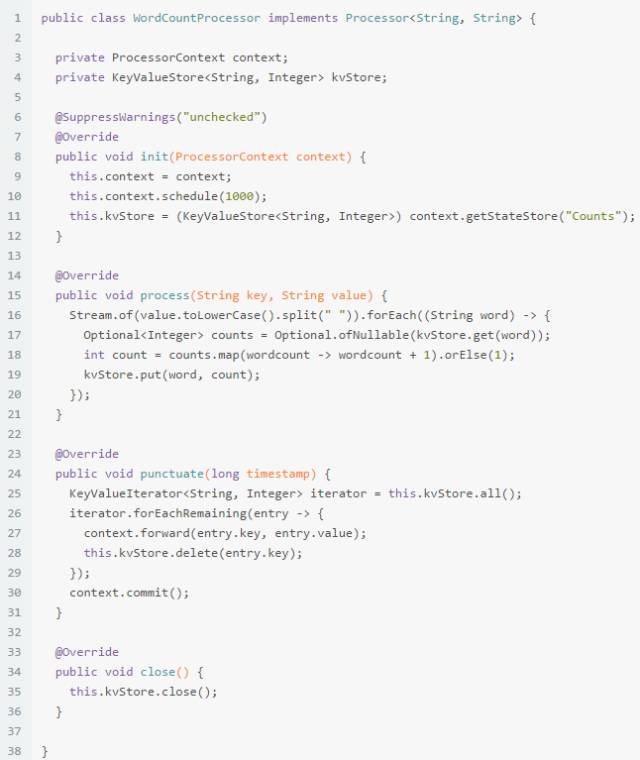 1 public class WordCountProcessor implements Processor<String, String> {
2
3   private ProcessorContext context;
4   private KeyValueStore<String, Integer> kvStore;
5
6   @SuppressWarnings("unchecked")
7   @Override
8   public void init(ProcessorContext context) {
9     this.context = context;
10     this.context.schedule(1000);
11     this.kvStore = (KeyValueStore<String, Integer>) context.getStateStore("Counts");
12   }
13
14   @Override
15   public void process(String key, String value) {
16     Stream.of(value.toLowerCase().split(" ")).forEach((String word) -> {
17       Optional<Integer> counts = Optional.ofNullable(kvStore.get(word));
18       int count = counts.map(wordcount -> wordcount + 1).orElse(1);
19       kvStore.put(word, count);
20     });
21   }
22
23   @Override
24   public void punctuate(long timestamp) {
25     KeyValueIterator<String, Integer> iterator = this.kvStore.all();
26     iterator.forEachRemaining(entry -> {
27       context.forward(entry.key, entry.value);
28       this.kvStore.delete(entry.key);
29     });
30     context.commit();
31   }
32
33   @Override
34   public void close() {
35     this.kvStore.close();
36   }
37
38 }